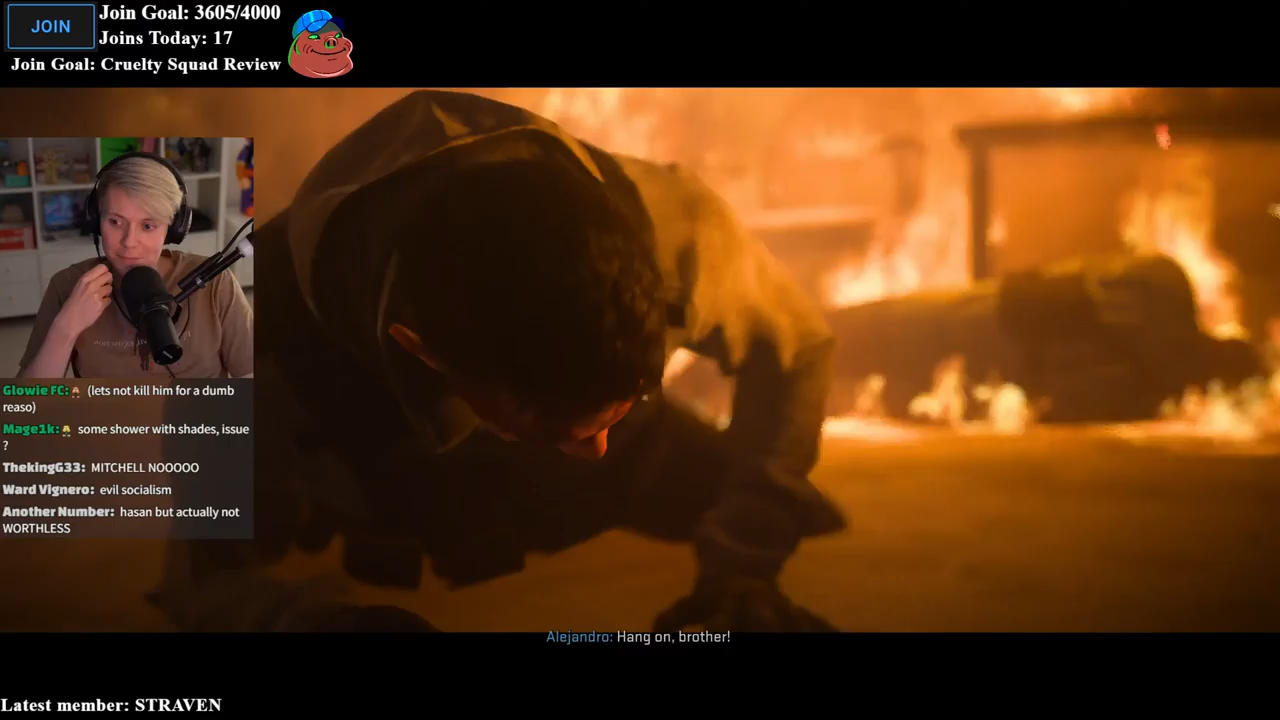 JOIN
Join Goal: 3605/4000
Joins Today: 17
Join Goal: Cruelty Squad Review
Glowie FC: (lets not kill him for a dumb
reaso)
Mage1k: some shower with shades, issue
?
ThekingG33: MITCHELL NOOOOO
Ward Vignero: evil socialism
Another Number: hasan but actually not
WORTHLESS
Alejandro: Hang on, brother!
Latest member: STRAVEN